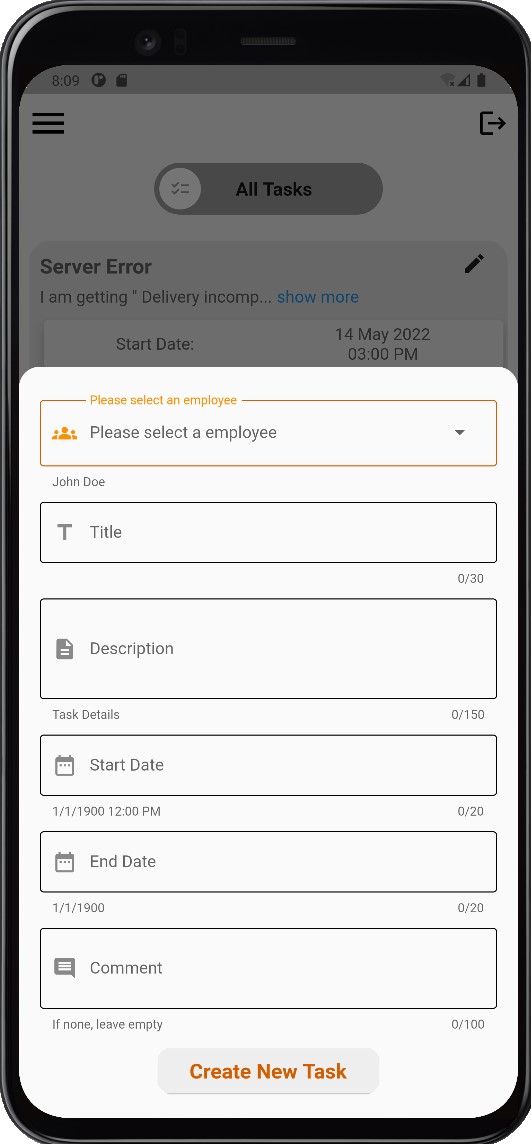 8:09
All Tasks
Server Error
I am getting " Delivery incomp... show more
Start Date:
14 May 2022
03:00 PM
Please select an employee
Please select a employee
John Doe
Title
0/30
Description
Task Details 0/150
Start Date
1/1/1900 12:00 PM 0/20
End Date
1/1/1900 0/20
Comment
If none, leave empty 0/100
Create New Task